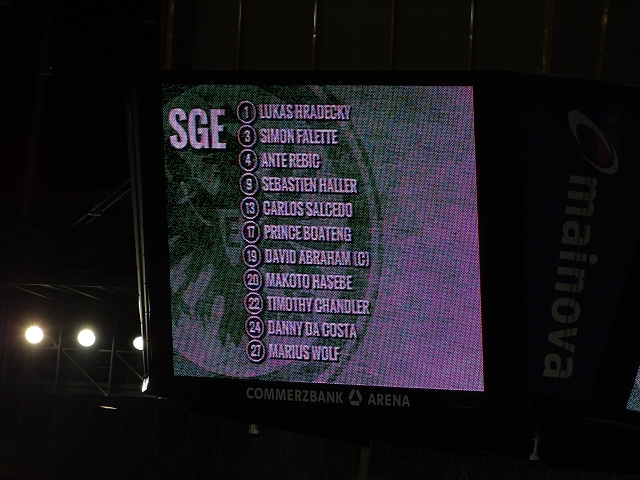 SGE
1 LUKAS HRADECKY
3 SIMON FALETTE
4 ANTE REBIC
9 SEBASTIEN HALLER
13 CARLOS SALCEDO
17 PRINCE BOATENG
19 DAVID ABRAHAM (C)
20 MAKOTO HASEBE
22 TIMOTHY CHANDLER
24 DANNY DA COSTA
27 MARIUS WOLF
COMMERZBANK ARENA
mainova